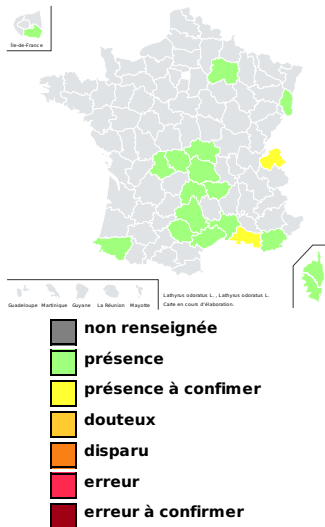 Île-de-France
Guadeloupe Martinique Guyane La Réunion Mayotte
Lathyrus odoratus L. , Lathyrus odoratus L.
Carte en cours d'élaboration.
non renseignée
présence
présence à confimer
douteux
disparu
erreur
erreur à confirmer